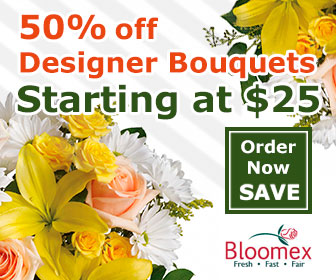 50% off
Designer Bouquets
Starting at $25
Order
Now
SAVE
Bloomex
Fresh • Fast • Fair